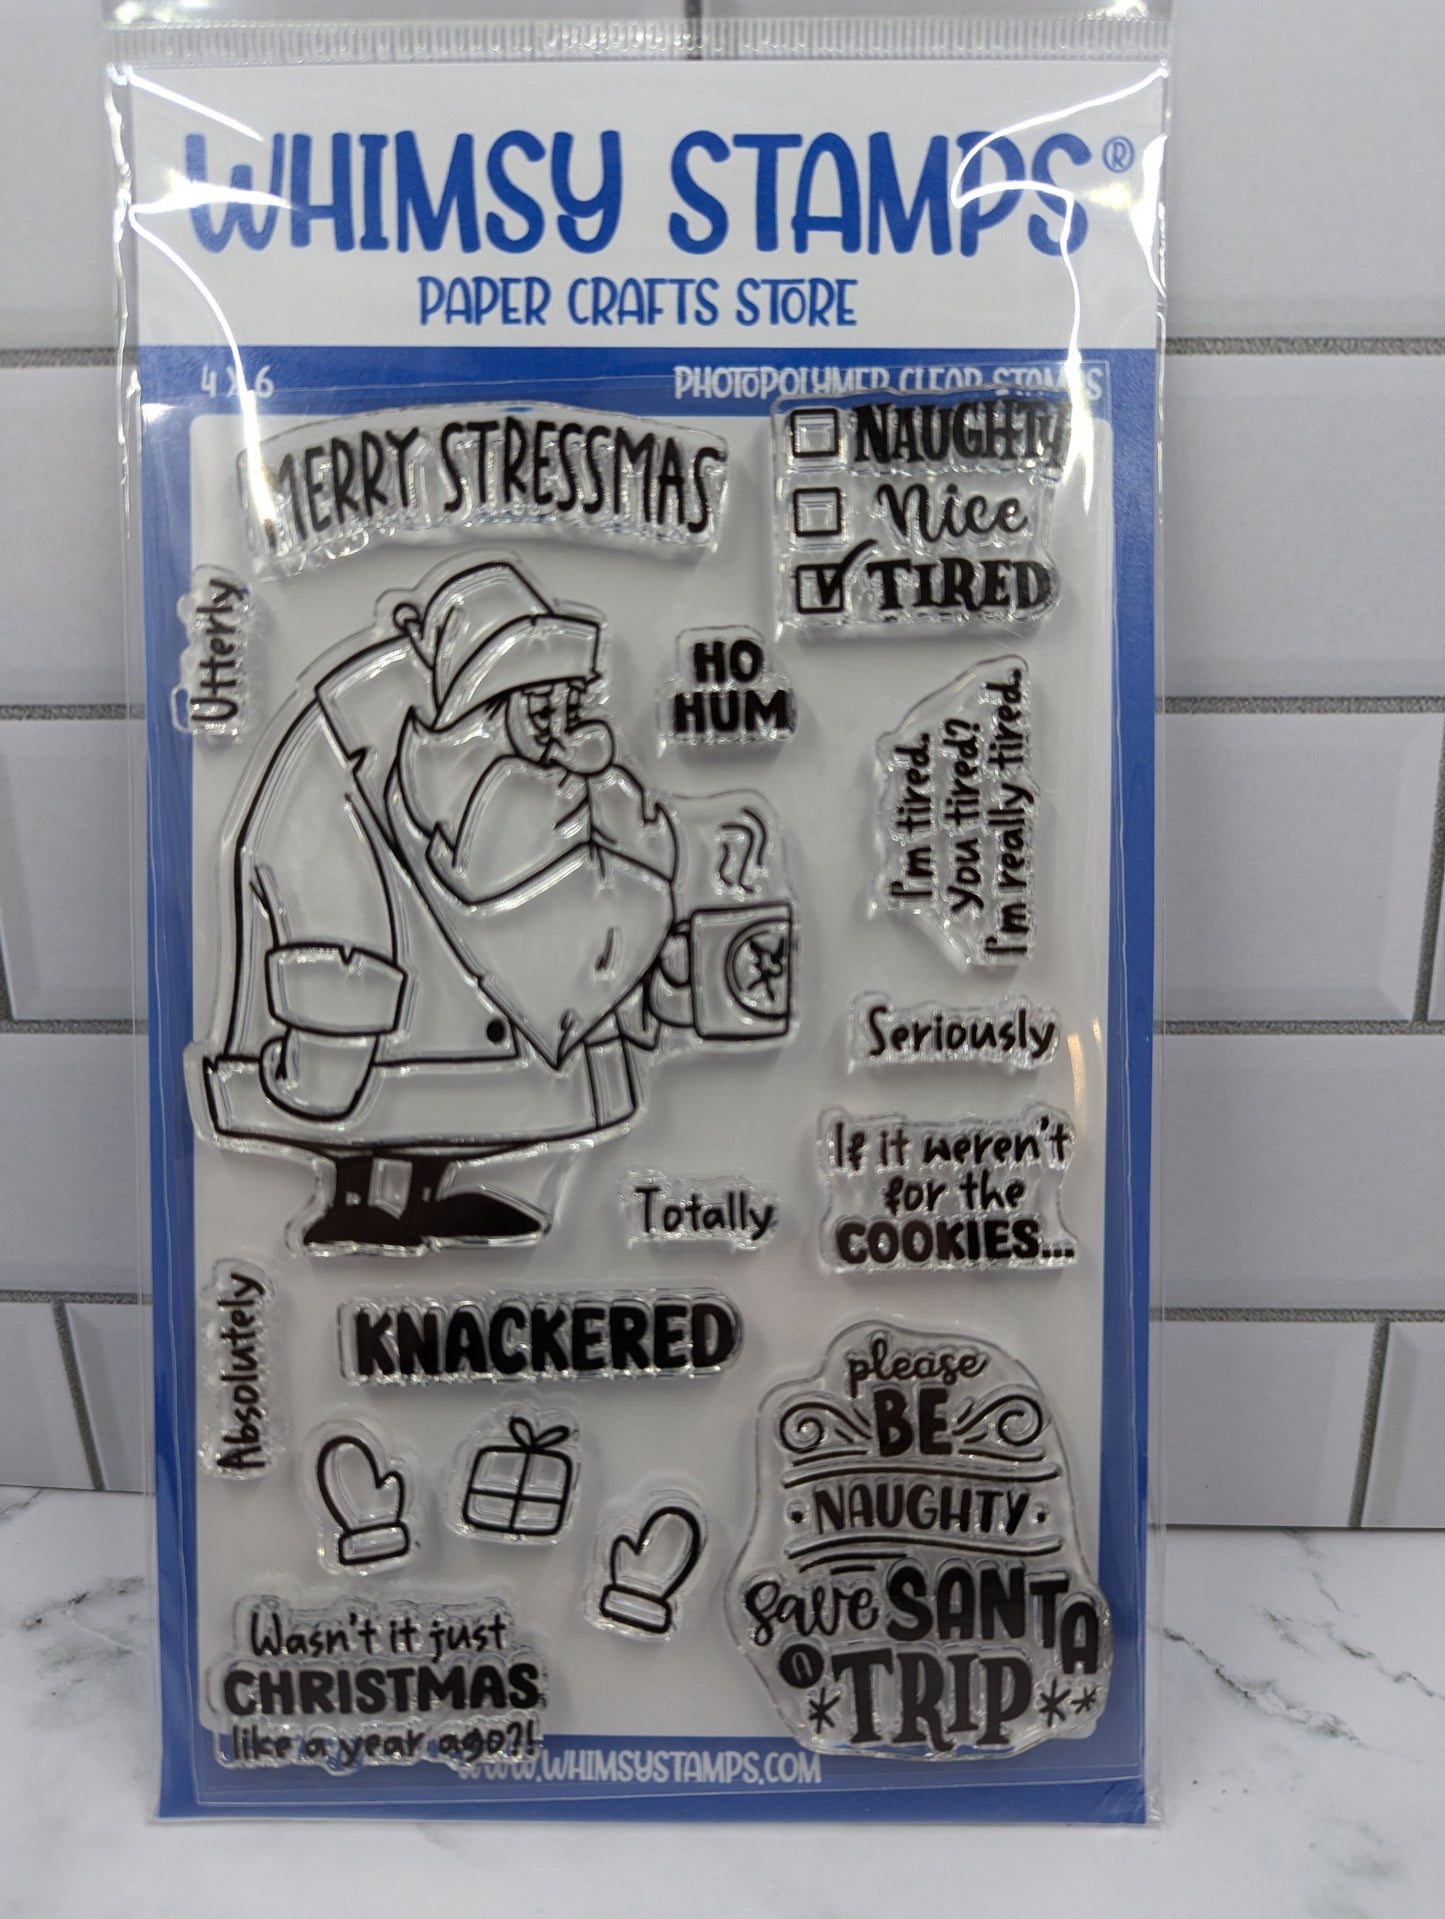 WHIMSY STAMPS®
PAPER CRAFTS STORE
4 X 6
PHOTOPOLYMER CLEAR STAMPS
MERRY STRESSMAS
NAUGHTY
Nice
TIRED
Utterly
HO
HUM
I'm tired.
You tired?
I'm really tired.
Seriously
If it weren't
for the
COOKIES...
Totally
Absolutely
KNACKERED
please
BE
NAUGHTY
Save SANTA
a TRIP
Wasn't it just
CHRISTMAS
like a year ago?!
WWW.WHIMSYSTAMPS.COM